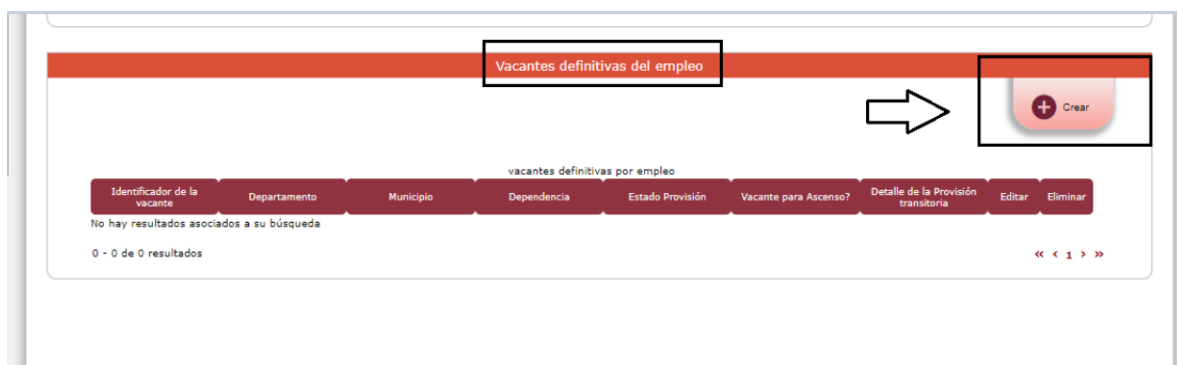 Vacantes definitivas del empleo
Crear
vacantes definitivas por empleo
Identificador de la vacante Departamento Municipio Dependencia Estado Provisión Vacante para Ascenso? Detalle de la Provisión transitoria Editar Eliminar
No hay resultados asociados a su búsqueda
0 - 0 de 0 resultados
« ‹ 1 › »